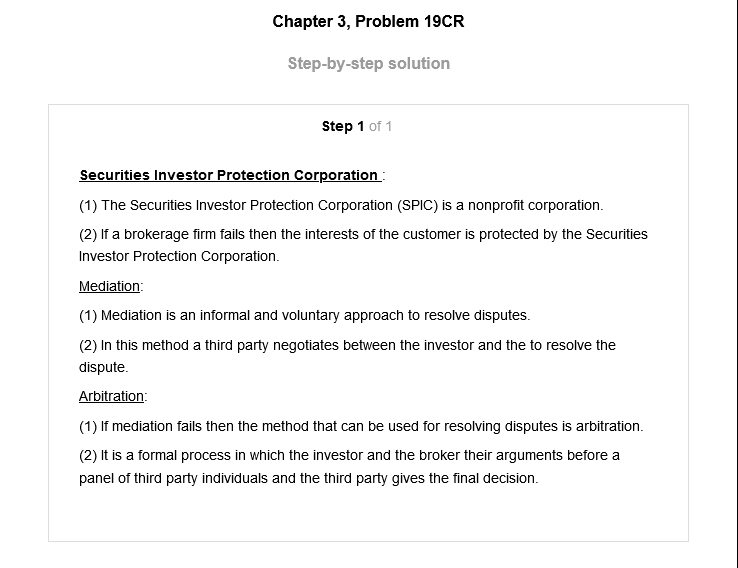 Chapter 3, Problem 19CR
Step-by-step solution
Step 1 of 1
Securities Investor Protection Corporation :
(1) The Securities Investor Protection Corporation (SPIC) is a nonprofit corporation.
(2) If a brokerage firm fails then the interests of the customer is protected by the Securities
Investor Protection Corporation.
Mediation:
(1) Mediation is an informal and voluntary approach to resolve disputes.
(2) In this method a third party negotiates between the investor and the to resolve the
dispute.
Arbitration:
(1) If mediation fails then the method that can be used for resolving disputes is arbitration.
(2) It is a formal process in which the investor and the broker their arguments before a
panel of third party individuals and the third party gives the final decision.